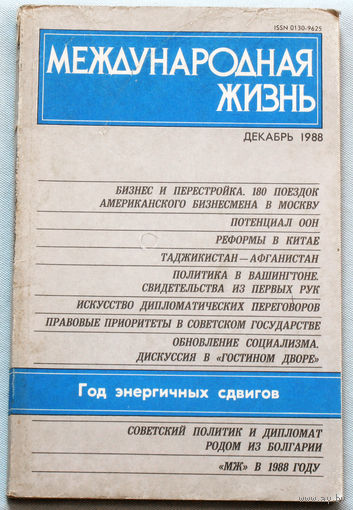 ISSN 0130-9625
МЕЖДУНАРОДНАЯ
ЖИЗНЬ
ДЕКАБРЬ 1988
БИЗНЕС И ПЕРЕСТРОЙКА. 180 ПОЕЗДОК
АМЕРИКАНСКОГО БИЗНЕСМЕНА В МОСКВУ
ПОТЕНЦИАЛ ООН
РЕФОРМЫ В КИТАЕ
ТАДЖИКИСТАН—АФГАНИСТАН
ПОЛИТИКА В ВАШИНГТОНЕ.
СВИДЕТЕЛЬСТВА ИЗ ПЕРВЫХ РУК
ИСКУССТВО ДИПЛОМАТИЧЕСКИХ ПЕРЕГОВОРОВ
ПРАВОВЫЕ ПРИОРИТЕТЫ В СОВЕТСКОМ ГОСУДАРСТВЕ
ОБНОВЛЕНИЕ СОЦИАЛИЗМА.
ДИСКУССИЯ В «ГОСТИНОМ ДВОРЕ»
Год энергичных сдвигов
СОВЕТСКИЙ ПОЛИТИК И ДИПЛОМАТ
РОДОМ ИЗ БОЛГАРИИ
«МЖ» В 1988 ГОДУ